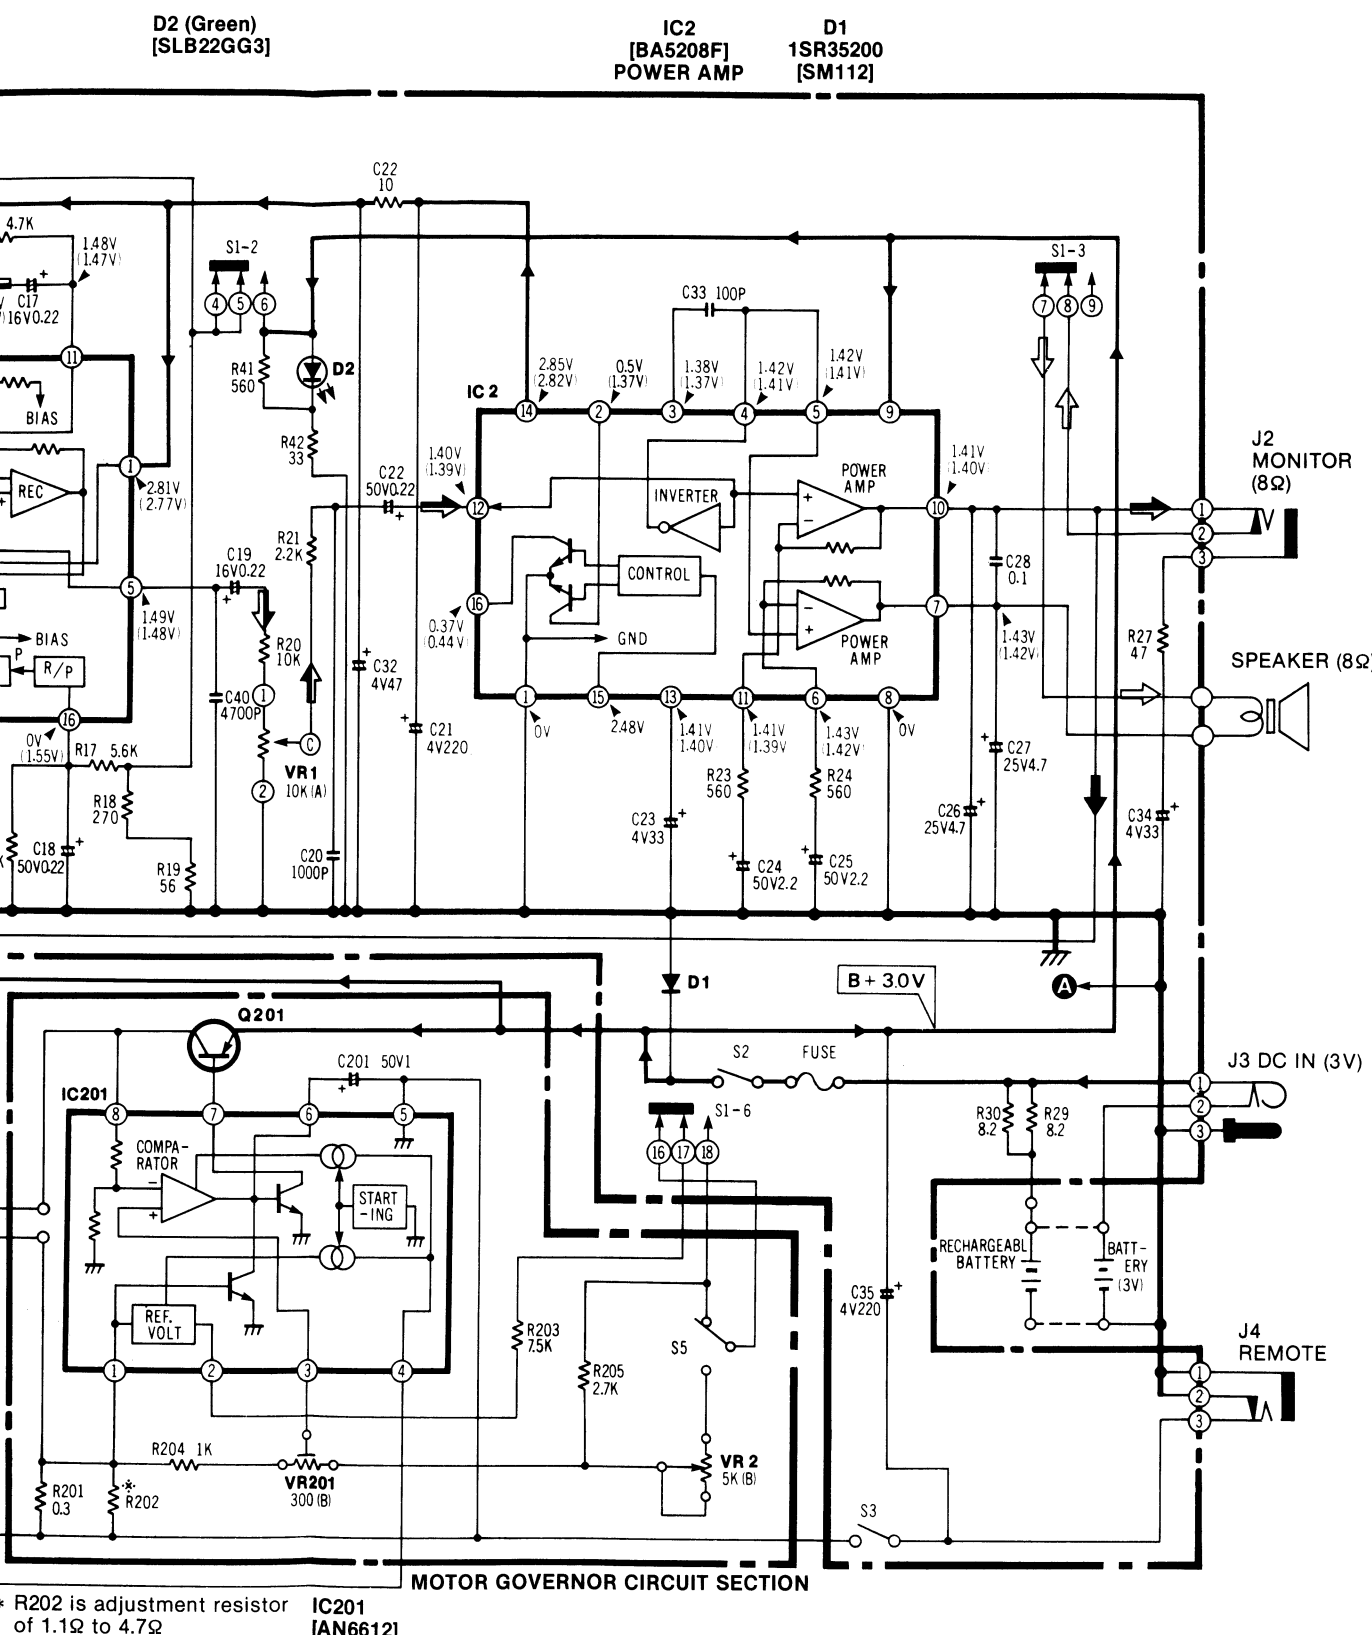 D2 (Green)
[SLB22GG3]
IC2
[BA5208F]
POWER AMP
D1
1SR35200
[SM112]
C22
10
4.7K
1.48V
(1.47V)
C17
16V0.22
S1-2
4 5 6
S1-3
7 8 9
C33 100P
11
BIAS
R41
560
D2
R42
33
IC2
2.85V
(2.82V)
0.5V
(1.37V)
1.38V
(1.37V)
1.42V
(1.41V)
1.42V
(1.41V)
14 2 3 4 5 9
REC
1
2.81V
(2.77V)
C22
50V0.22
1.40V
(1.39V)
12
INVERTER
POWER
AMP
1.41V
(1.40V)
10
J2
MONITOR
(8Ω)
1
2
3
R21
2.2K
C19
16V0.22
5
1.49V
(1.48V)
BIAS
P
R/P
16
0V
(1.55V)
CONTROL
16
0.37V
(0.44V)
GND
POWER
AMP
7
C28
0.1
1.43V
(1.42V)
R27
47
SPEAKER (8Ω)
R20
10K
1
C40
4700P
C
VR1
10K(A)
2
C32
4V47
C21
4V220
1 15 13 11 6 8
0V
2.48V
1.41V
1.40V
1.41V
(1.39V
1.43V
(1.42V)
0V
R17 5.6K
R18
270
R19
56
C18
50V0.22
K
C20
1000P
C23
4V33
R23
560
R24
560
C24
50V2.2
C25
50V2.2
C26
25V4.7
C27
25V4.7
C34
4V33
D1
B+ 3.0V
A
Q201
C201 50V1
S2
FUSE
J3 DC IN (3V)
1
2
3
IC201
8 7 6 5
S1-6
16 17 18
R30
8.2
R29
8.2
COMPA-
RATOR
START
-ING
REF.
VOLT
RECHARGEABL
BATTERY
BATT-
ERY
(3V)
C35
4V220
1 2 3 4
R203
7.5K
R205
2.7K
S5
J4
REMOTE
1
2
3
R204 1K
VR201
300(B)
VR2
5K(B)
R201
0.3
※
R202
S3
MOTOR GOVERNOR CIRCUIT SECTION
* R202 is adjustment resistor
of 1.1Ω to 4.7Ω
IC201
[AN6612]